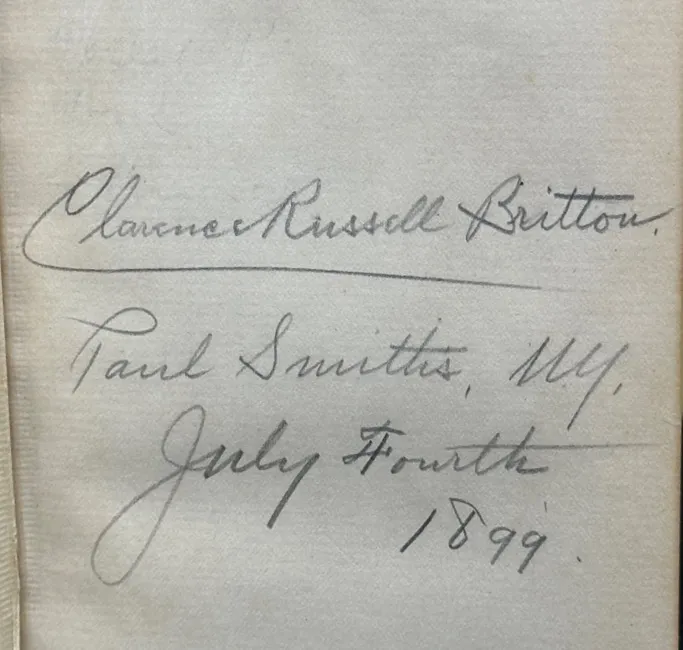 Clarence Russell Britton.
Paul Smiths, N.Y.
July Fourth
1899.